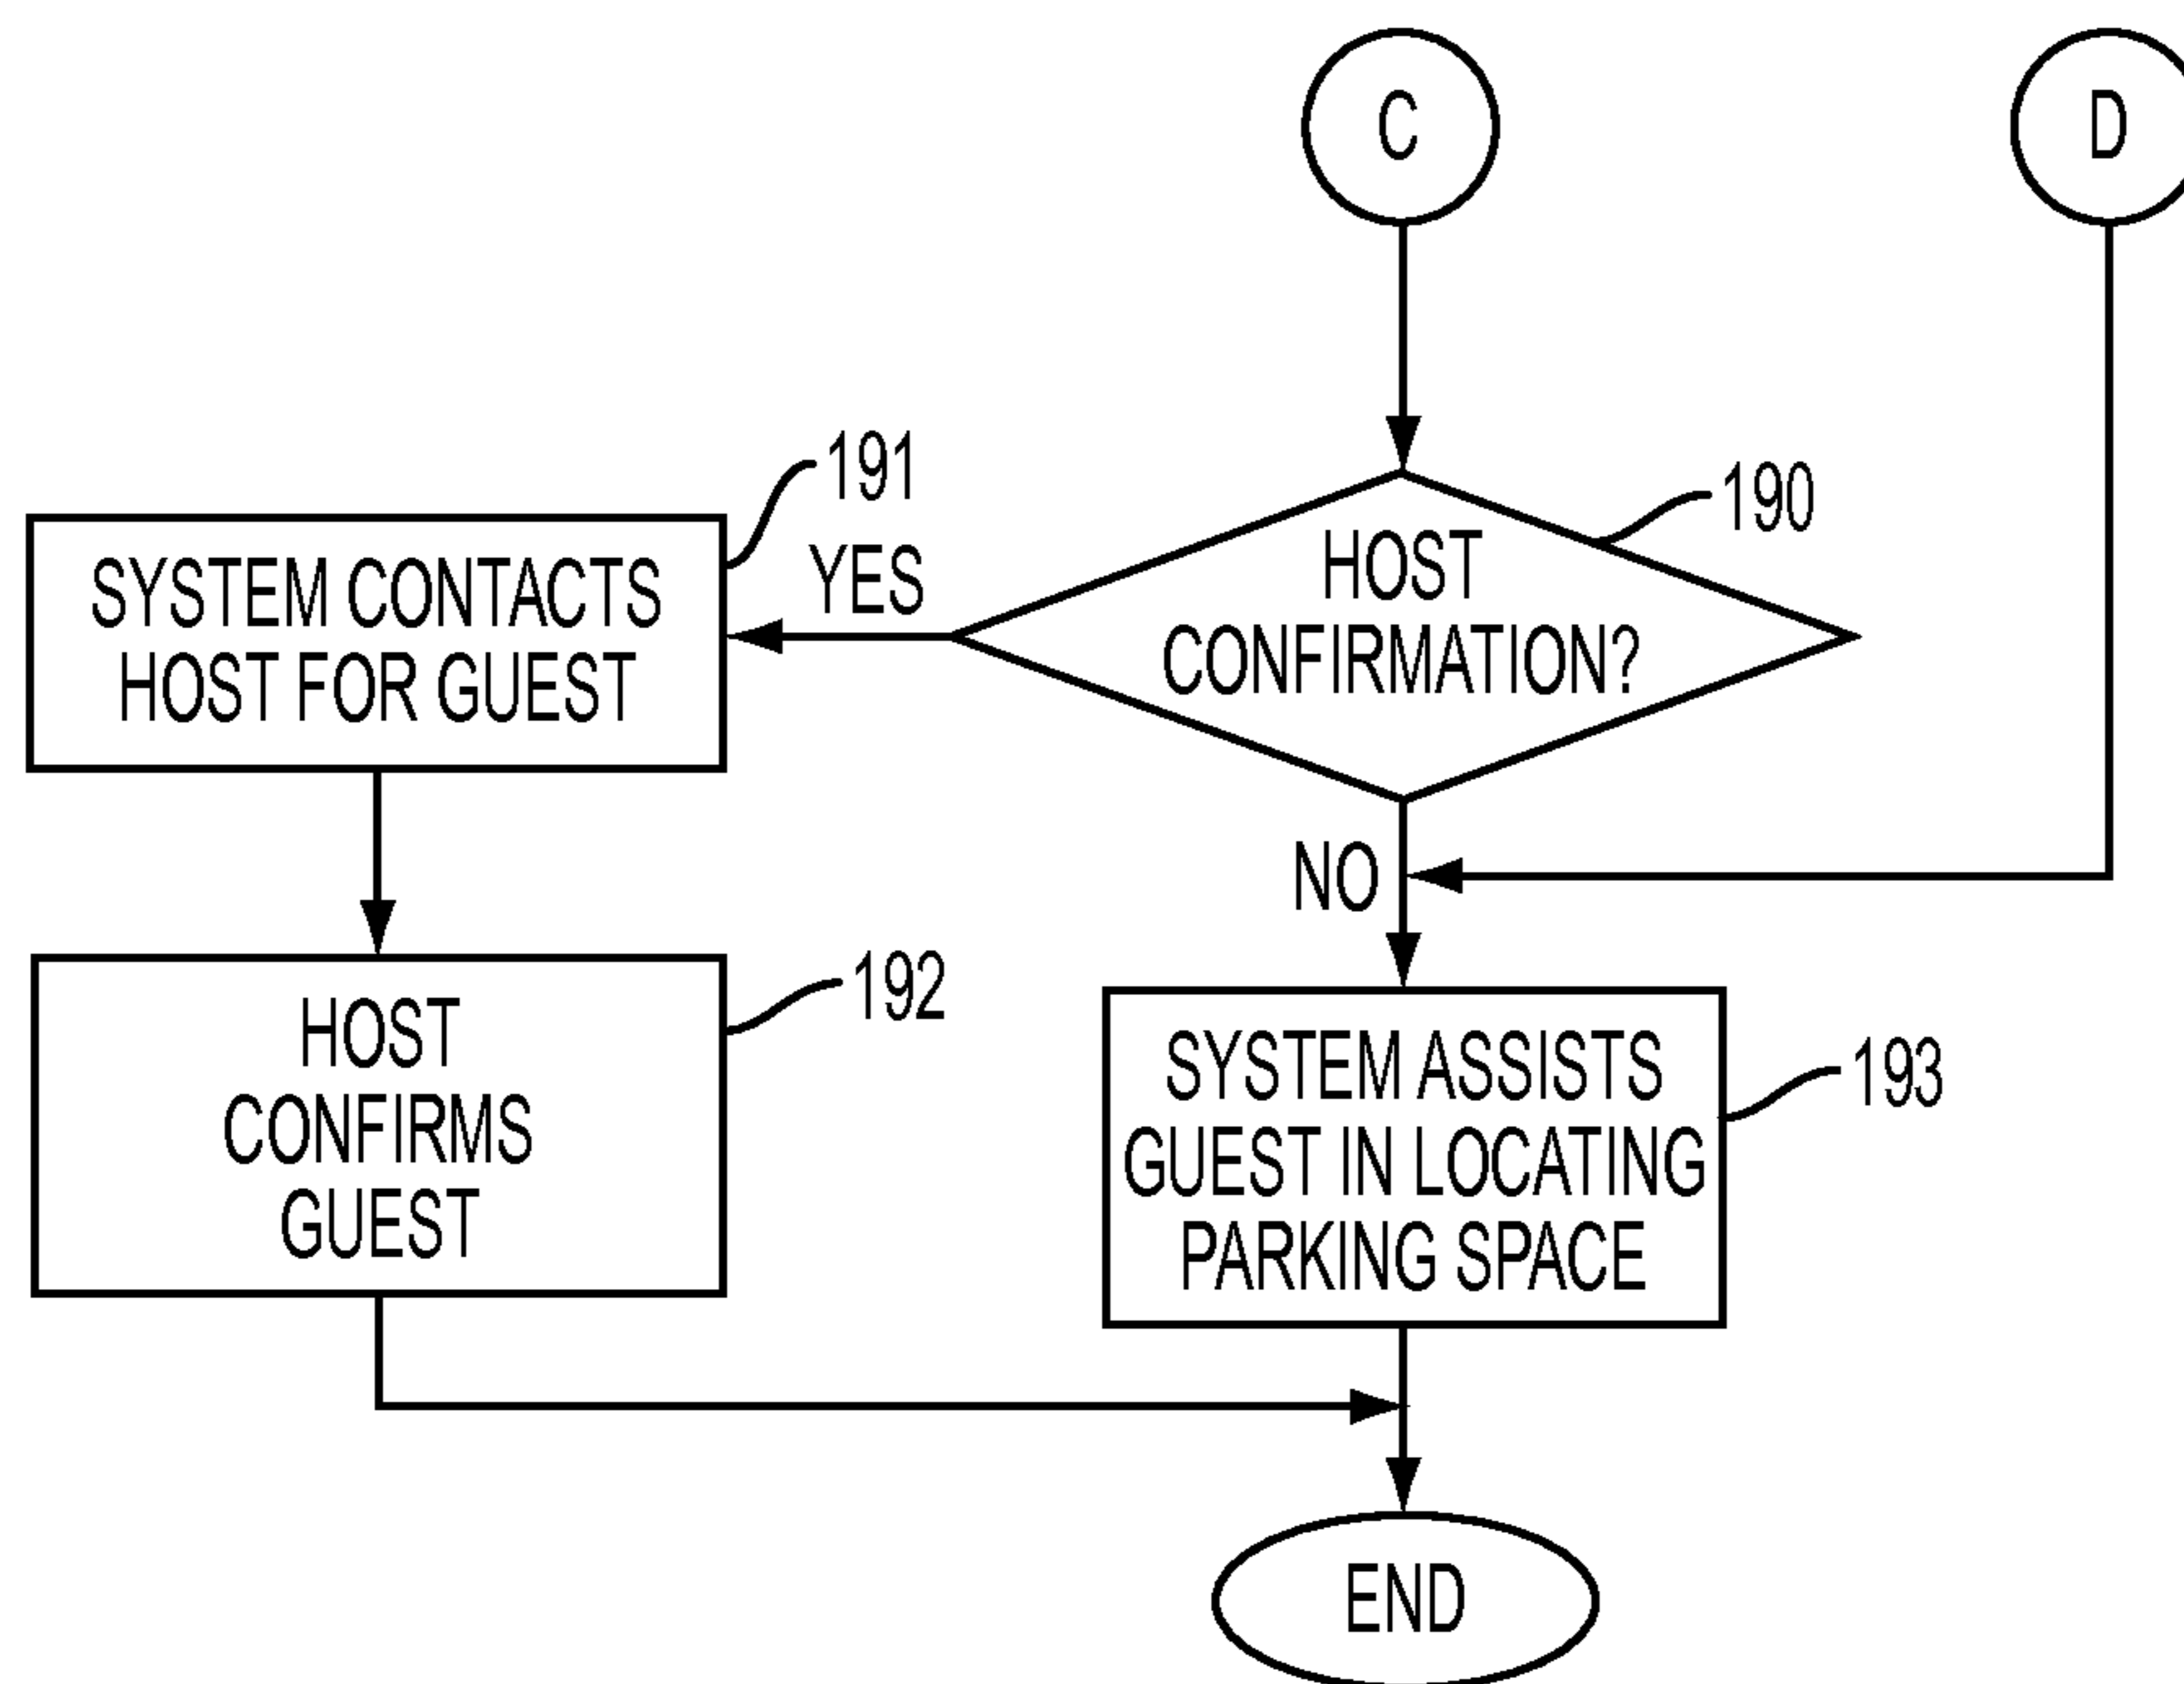 C
D
191
190
YES
SYSTEM CONTACTS
HOST FOR GUEST
HOST
CONFIRMATION?
NO
192
HOST
CONFIRMS
GUEST
193
SYSTEM ASSISTS
GUEST IN LOCATING
PARKING SPACE
END